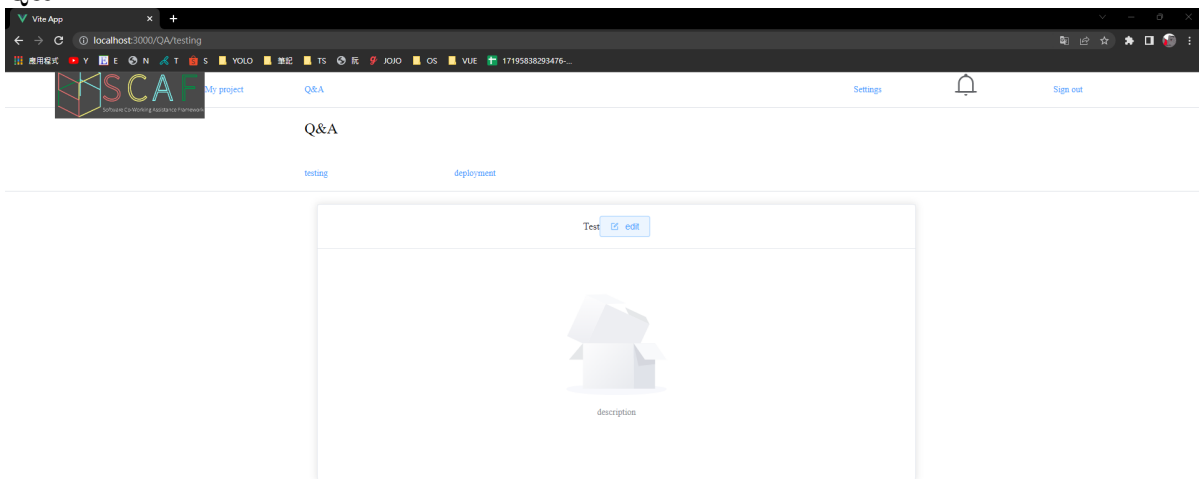 Vite App
localhost:3000/QA/testing
應用程式 Y E N T S YOLO 筆記 TS 阮 JOJO OS VUE 17195838293476-...
SCAF
Software Co-Working Assistance Framework
My project Q&A Settings Sign out
Q&A
testing deployment
Test edit
description